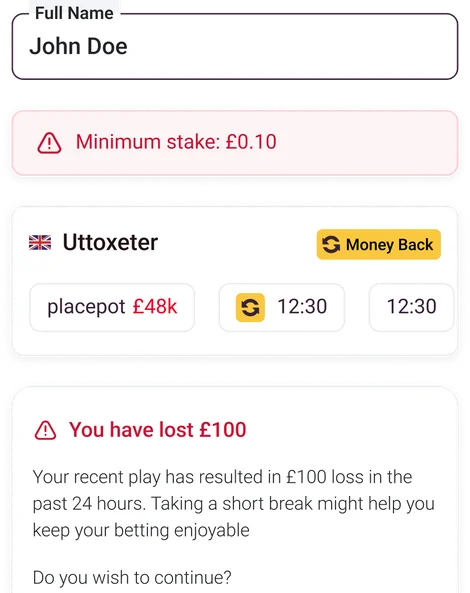 Full Name
John Doe
Minimum stake: £0.10
Uttoxeter
Money Back
placepot £48k
12:30
12:30
You have lost £100
Your recent play has resulted in £100 loss in the
past 24 hours. Taking a short break might help you
keep your betting enjoyable
Do you wish to continue?